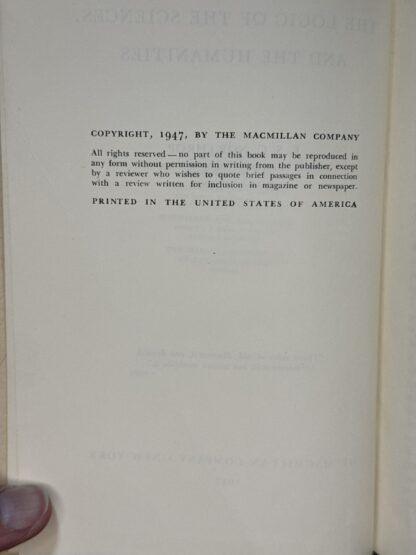 COPYRIGHT, 1947, BY THE MACMILLAN COMPANY
All rights reserved—no part of this book may be reproduced in
any form without permission in writing from the publisher, except
by a reviewer who wishes to quote brief passages in connection
with a review written for inclusion in magazine or newspaper.
PRINTED IN THE UNITED STATES OF AMERICA